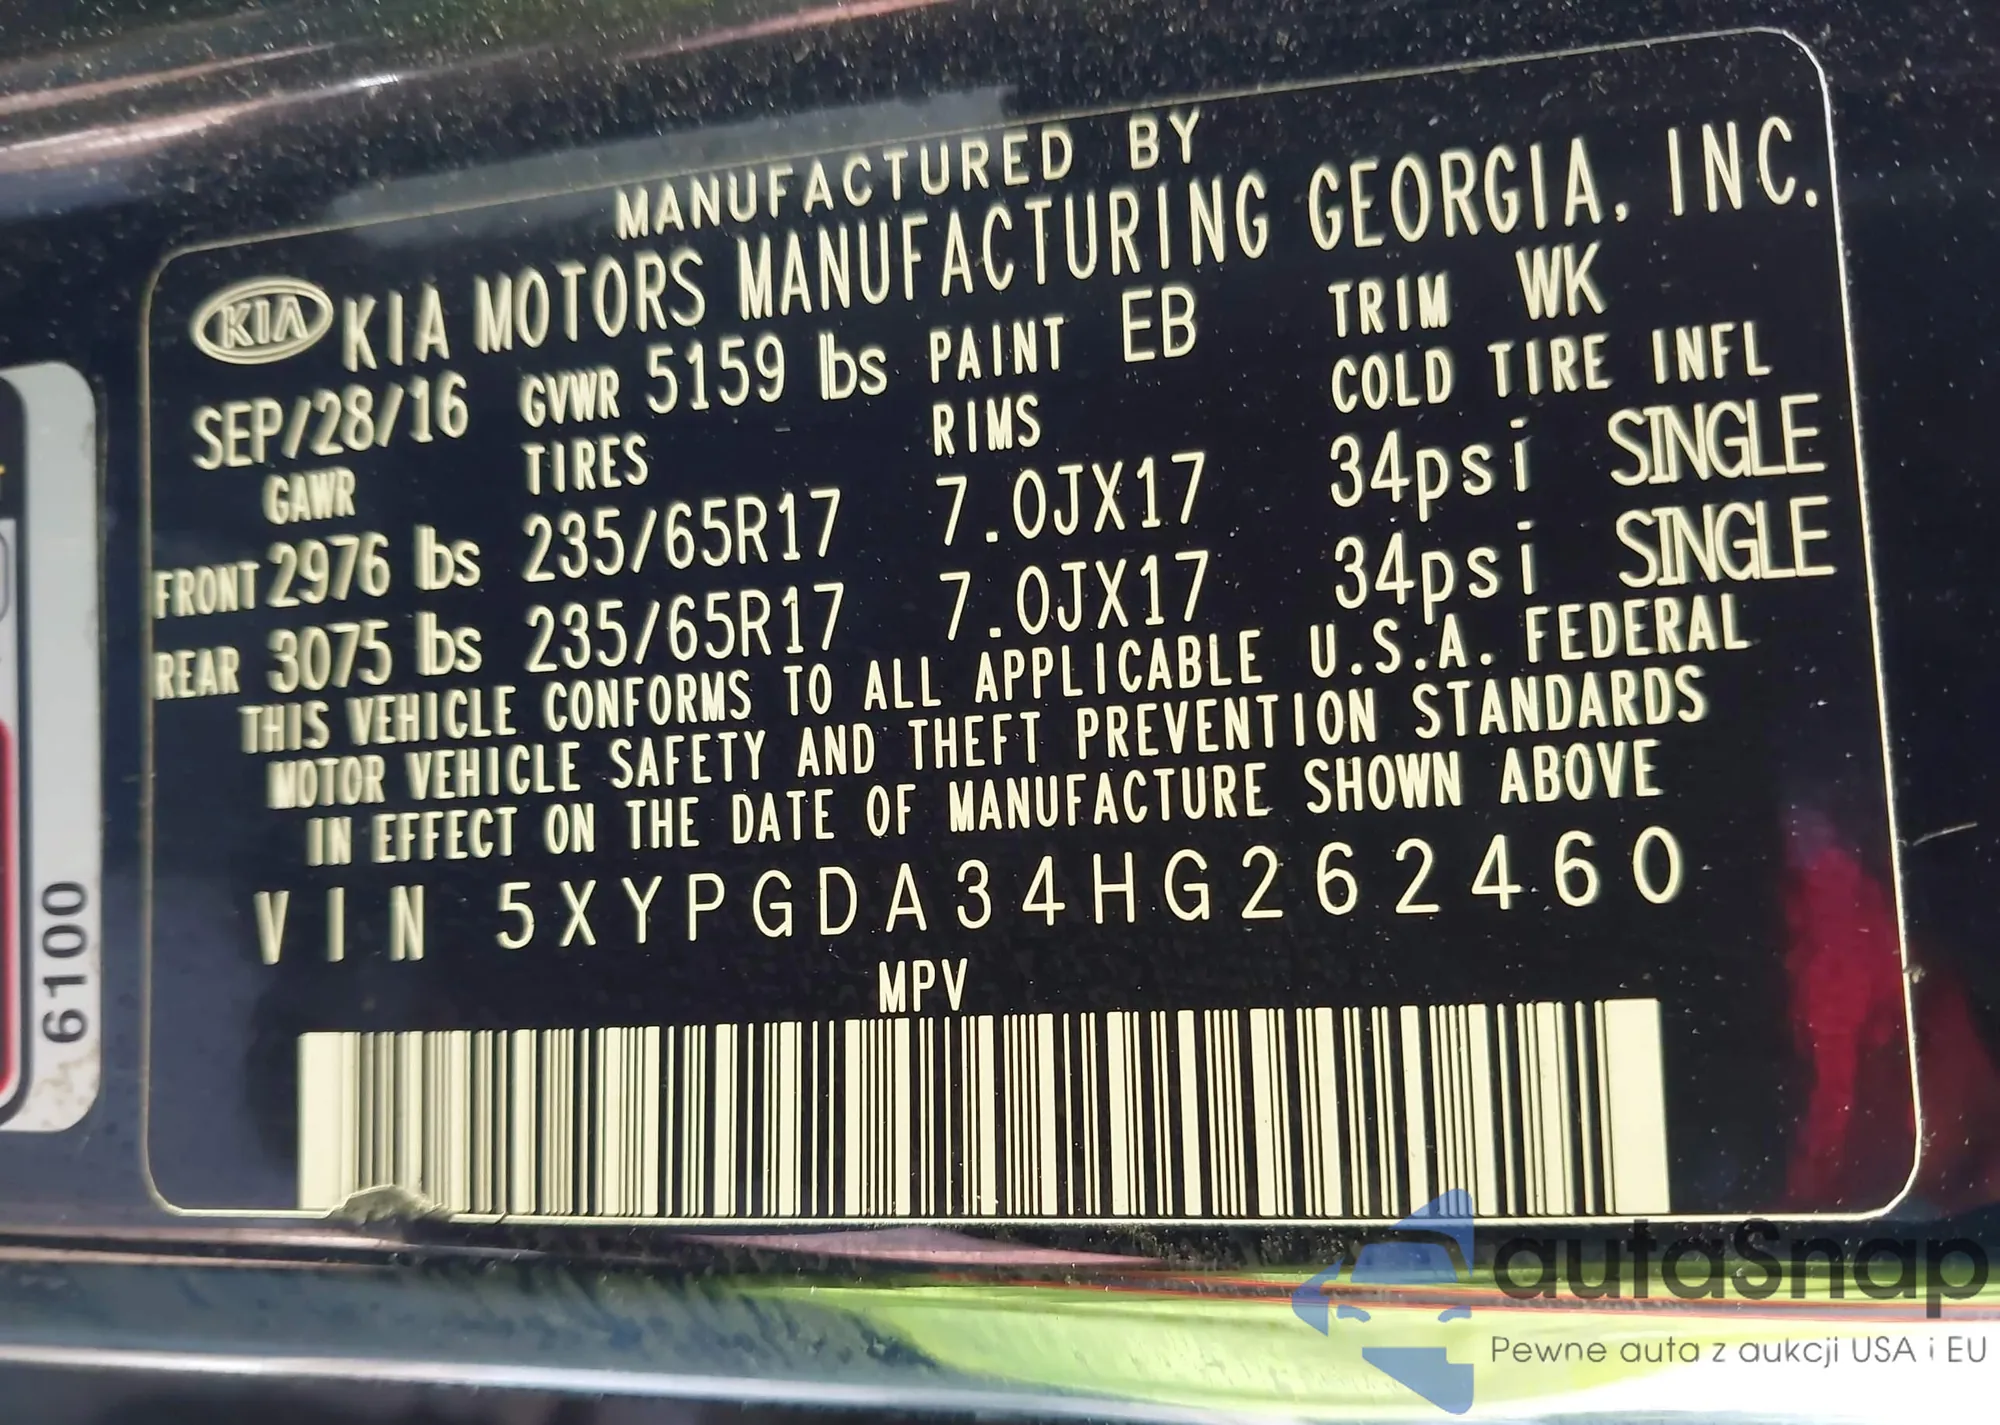 MANUFACTURED BY
KIA KIA MOTORS MANUFACTURING GEORGIA, INC.
SEP/28/16 GVWR 5159 lbs PAINT EB TRIM WK
GAWR TIRES RIMS COLD TIRE INFL
FRONT 2976 lbs 235/65R17 7.0JX17 34psi SINGLE
REAR 3075 lbs 235/65R17 7.0JX17 34psi SINGLE
THIS VEHICLE CONFORMS TO ALL APPLICABLE U.S.A. FEDERAL
MOTOR VEHICLE SAFETY AND THEFT PREVENTION STANDARDS
IN EFFECT ON THE DATE OF MANUFACTURE SHOWN ABOVE
VIN 5XYPGDA34HG262460
MPV
6100
autaSnap
Pewne auta z aukcji USA i EU